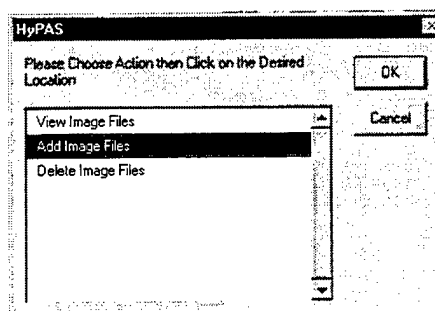 HyPAS
Please Choose Action then Click on the Desired
Location
OK
Cancel
View Image Files
Add Image Files
Delete Image Files